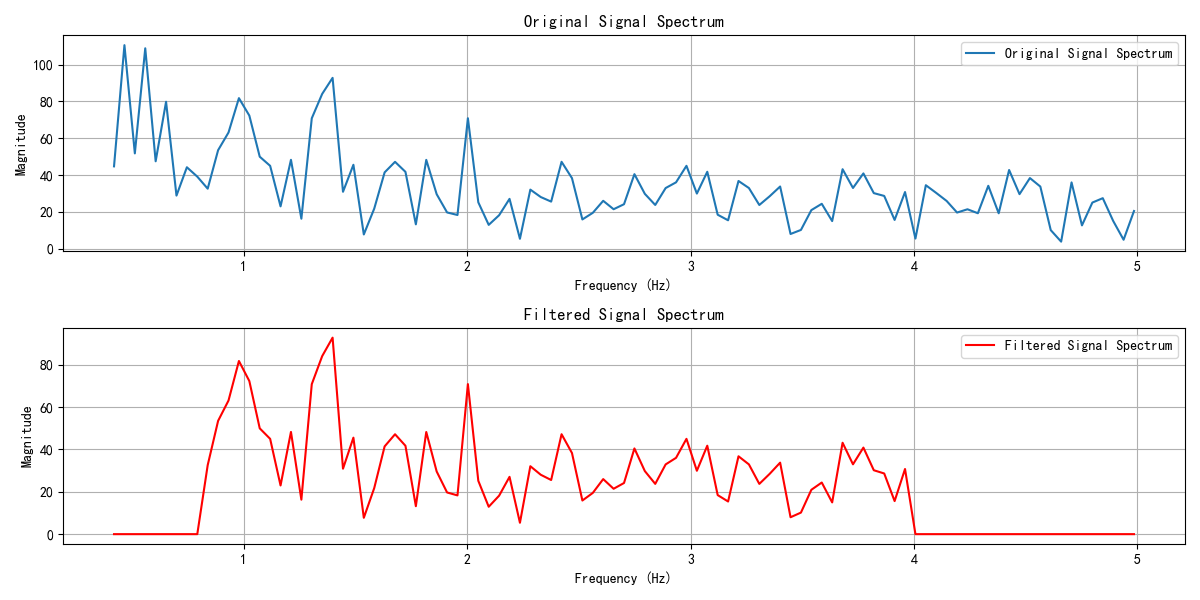 Original Signal Spectrum
Original Signal Spectrum
Magnitude
100
80
60
40
20
0
1
2
3
4
5
Frequency (Hz)
Filtered Signal Spectrum
Filtered Signal Spectrum
Magnitude
80
60
40
20
0
1
2
3
4
5
Frequency (Hz)